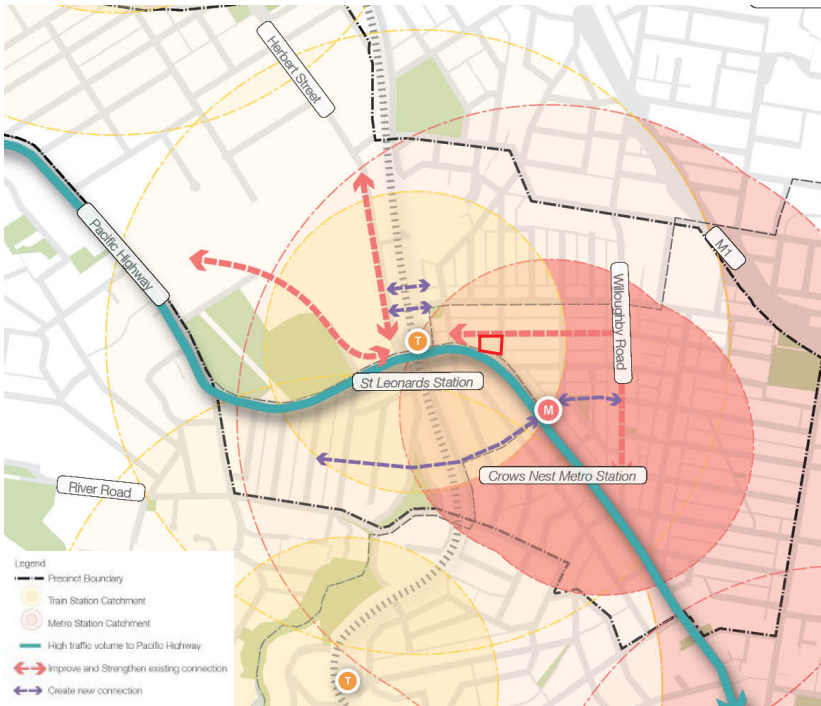 Herbert Street
Pacific Highway
M1
Willoughby Road
T
St Leonards Station
M
Crows Nest Metro Station
River Road
T
Legend
Precinct Boundary
Train Station Catchment
Metro Station Catchment
High traffic volume to Pacific Highway
Improve and Strengthen existing connection
Create new connection